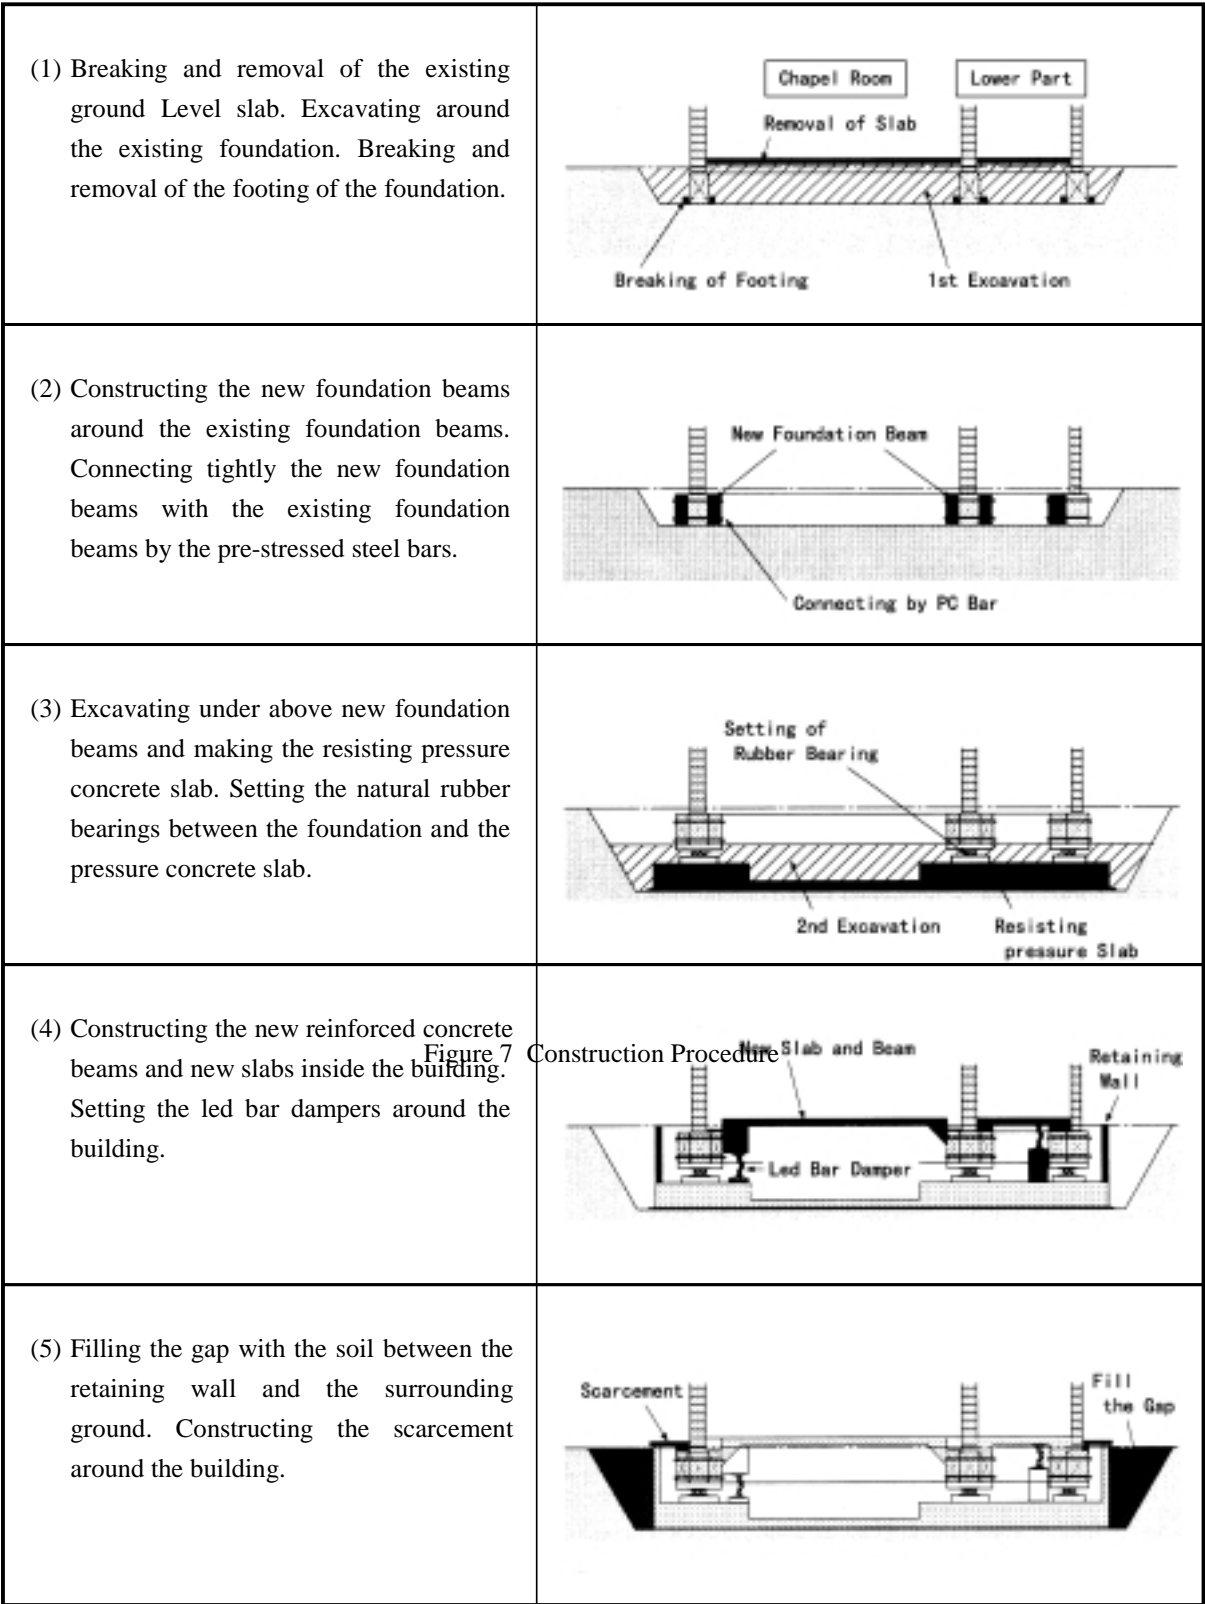 (1) Breaking and removal of the existing
ground Level slab. Excavating around
the existing foundation. Breaking and
removal of the footing of the foundation.
Chapel Room
Lower Part
Removal of Slab
Breaking of Footing
1st Excavation
(2) Constructing the new foundation beams
around the existing foundation beams.
Connecting tightly the new foundation
beams with the existing foundation
beams by the pre-stressed steel bars.
New Foundation Beam
Connecting by PC Bar
(3) Excavating under above new foundation
beams and making the resisting pressure
concrete slab. Setting the natural rubber
bearings between the foundation and the
pressure concrete slab.
Setting of
Rubber Bearing
2nd Excavation
Resisting
pressure Slab
(4) Constructing the new reinforced concrete
beams and new slabs inside the building.
Setting the led bar dampers around the
building.
Figure 7 Construction Procedure
New Slab and Beam
Retaining
Wall
Led Bar Damper
(5) Filling the gap with the soil between the
retaining wall and the surrounding
ground. Constructing the scarcement
around the building.
Scarcement
Fill
the Gap